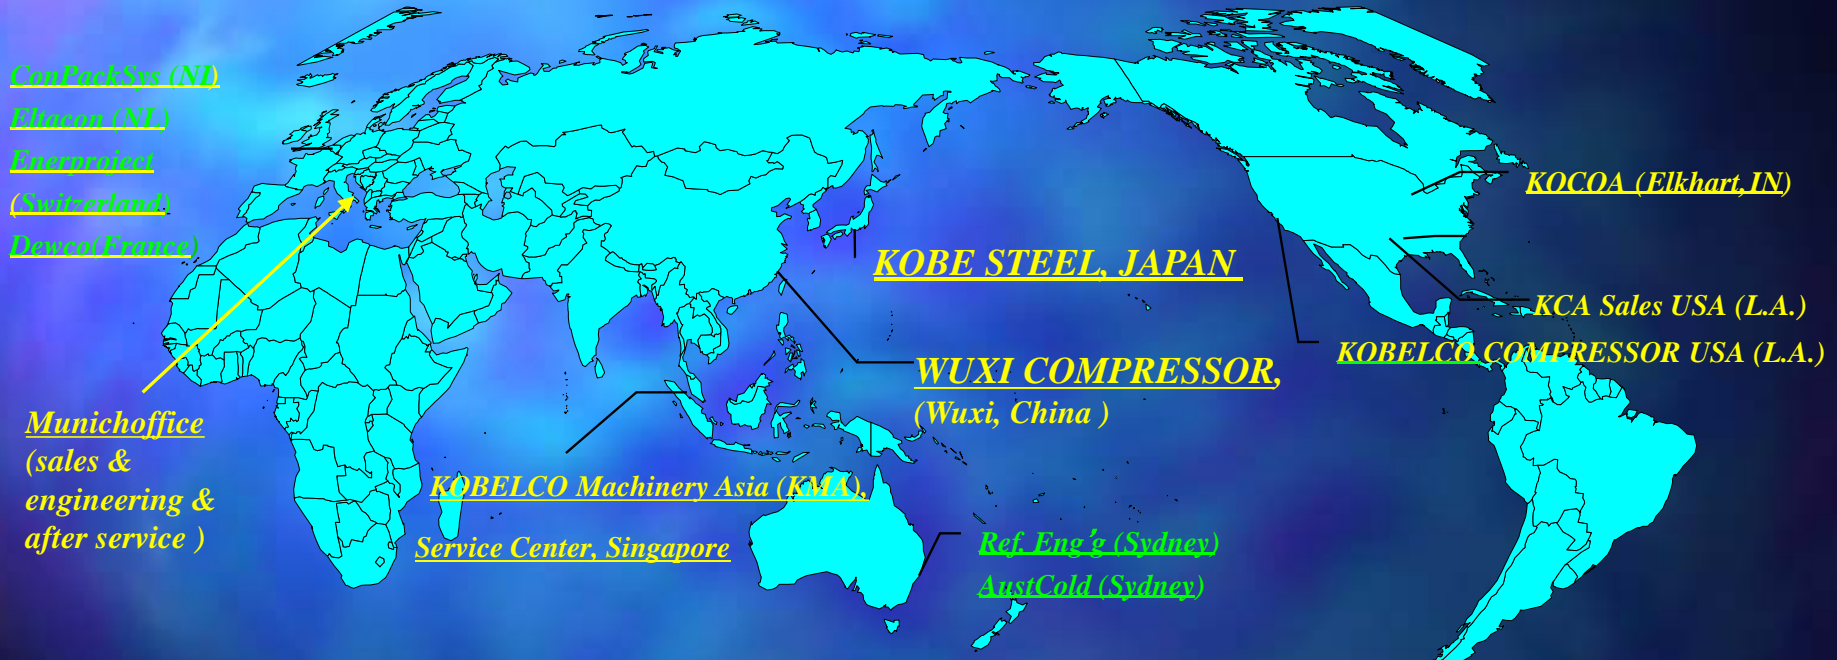 ConPackSys (Nl)
Eltacon (NL)
Enerproject
(Switzerland)
Dewco(France)
Munichoffice
(sales &
engineering &
after service )
KOBE STEEL, JAPAN
WUXI COMPRESSOR,
(Wuxi, China )
KOBELCO Machinery Asia (KMA),
Service Center, Singapore
Ref. Eng'g (Sydney)
AustCold (Sydney)
KOCOA (Elkhart,IN)
KCA Sales USA (L.A.)
KOBELCO COMPRESSOR USA (L.A.)